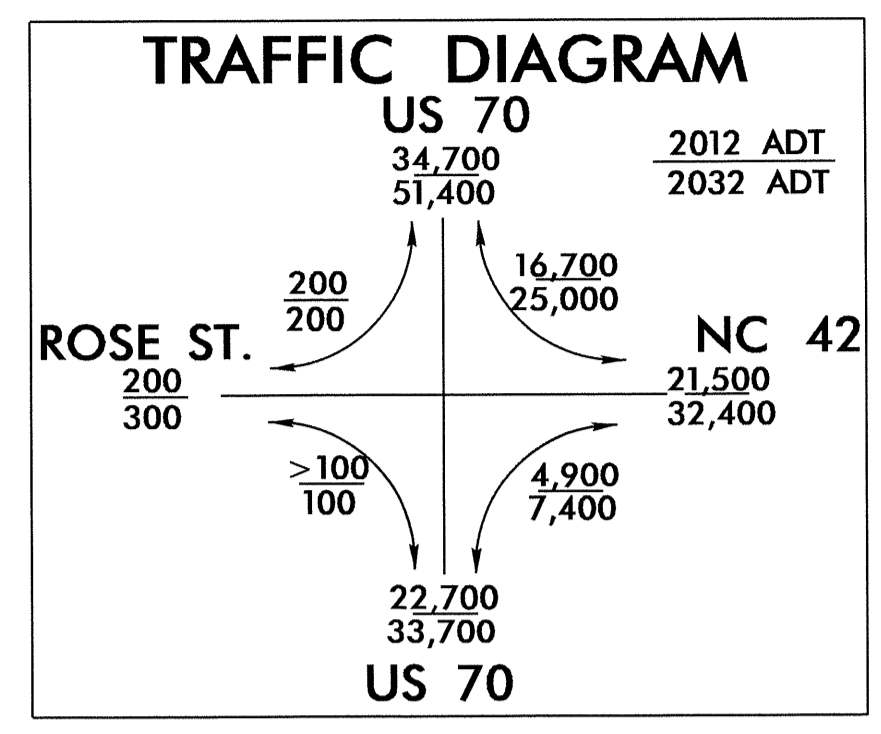 TRAFFIC DIAGRAM
US 70
34,700
51,400
2012 ADT
2032 ADT
200
200
16,700
25,000
ROSE ST.
200
300
NC 42
21,500
32,400
>100
100
4,900
7,400
22,700
33,700
US 70